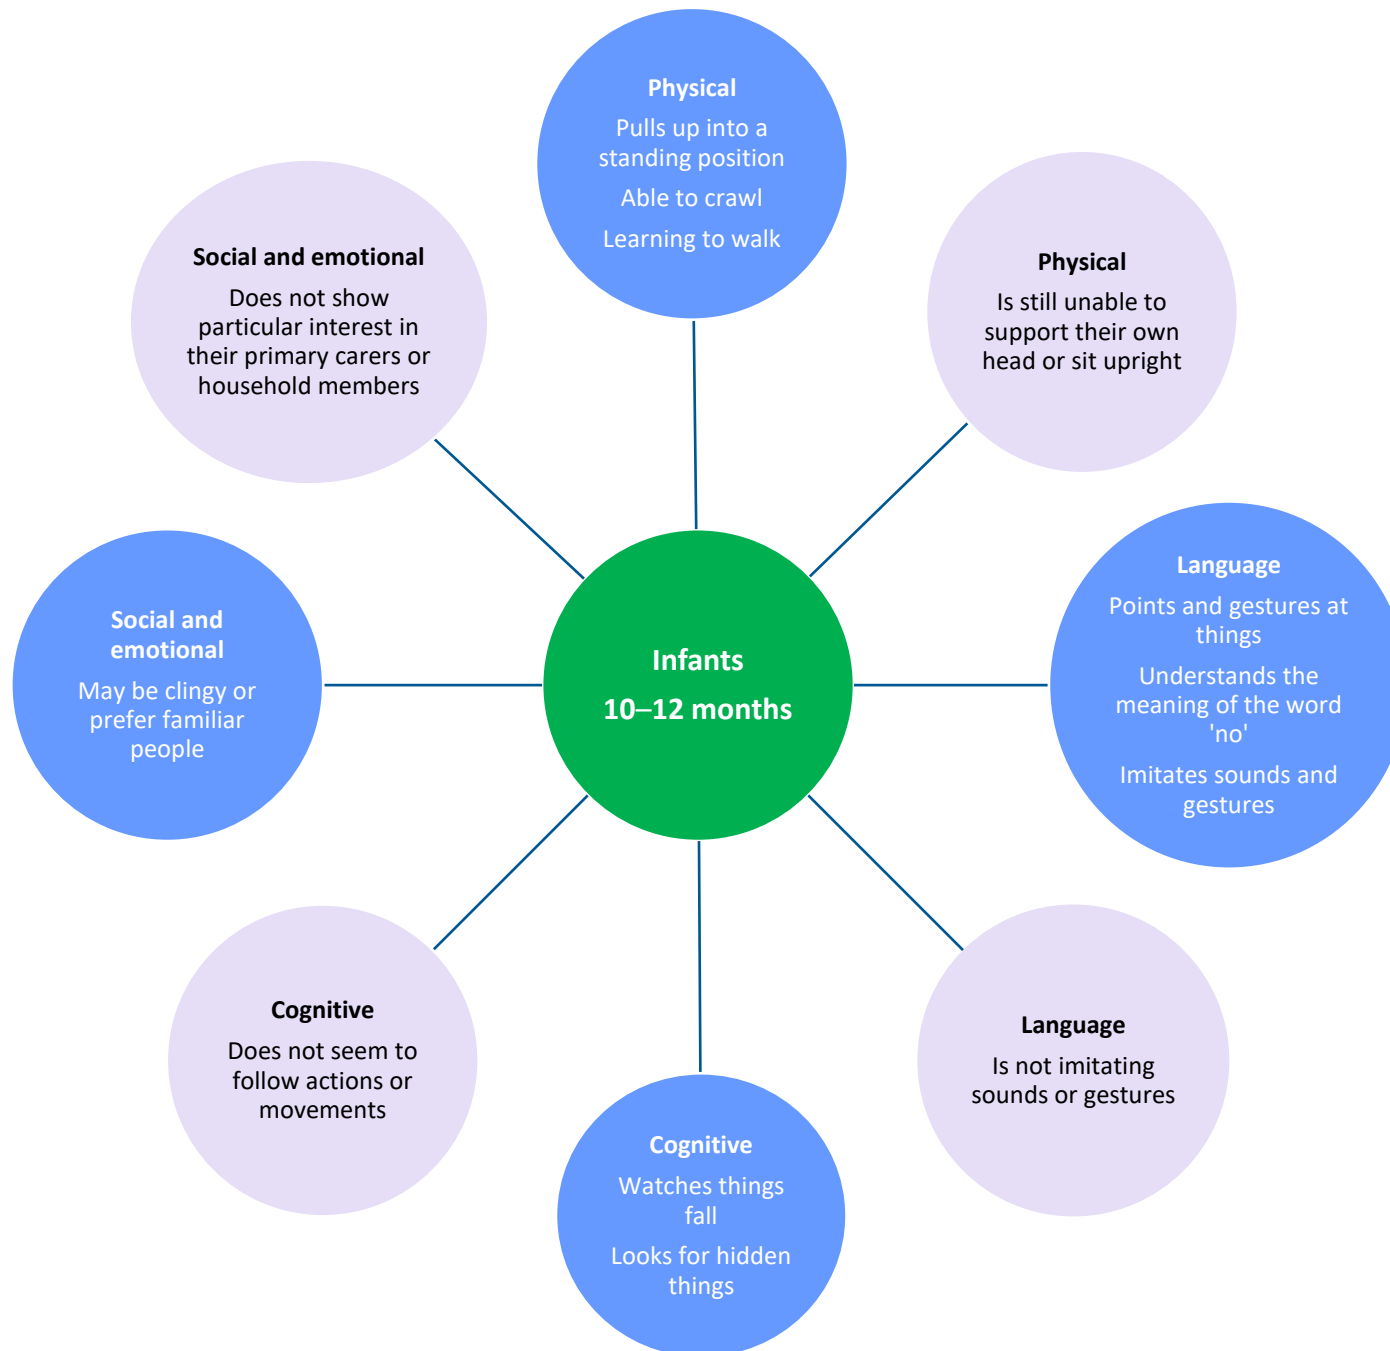 Physical
Pulls up into a
standing position
Able to crawl
Learning to walk
Physical
Is still unable to
support their own
head or sit upright
Language
Points and gestures at
things
Understands the
meaning of the word
'no'
Imitates sounds and
gestures
Language
Is not imitating
sounds or gestures
Cognitive
Watches things
fall
Looks for hidden
things
Cognitive
Does not seem to
follow actions or
movements
Social and
emotional
May be clingy or
prefer familiar
people
Social and emotional
Does not show
particular interest in
their primary carers or
household members
Infants
10–12 months